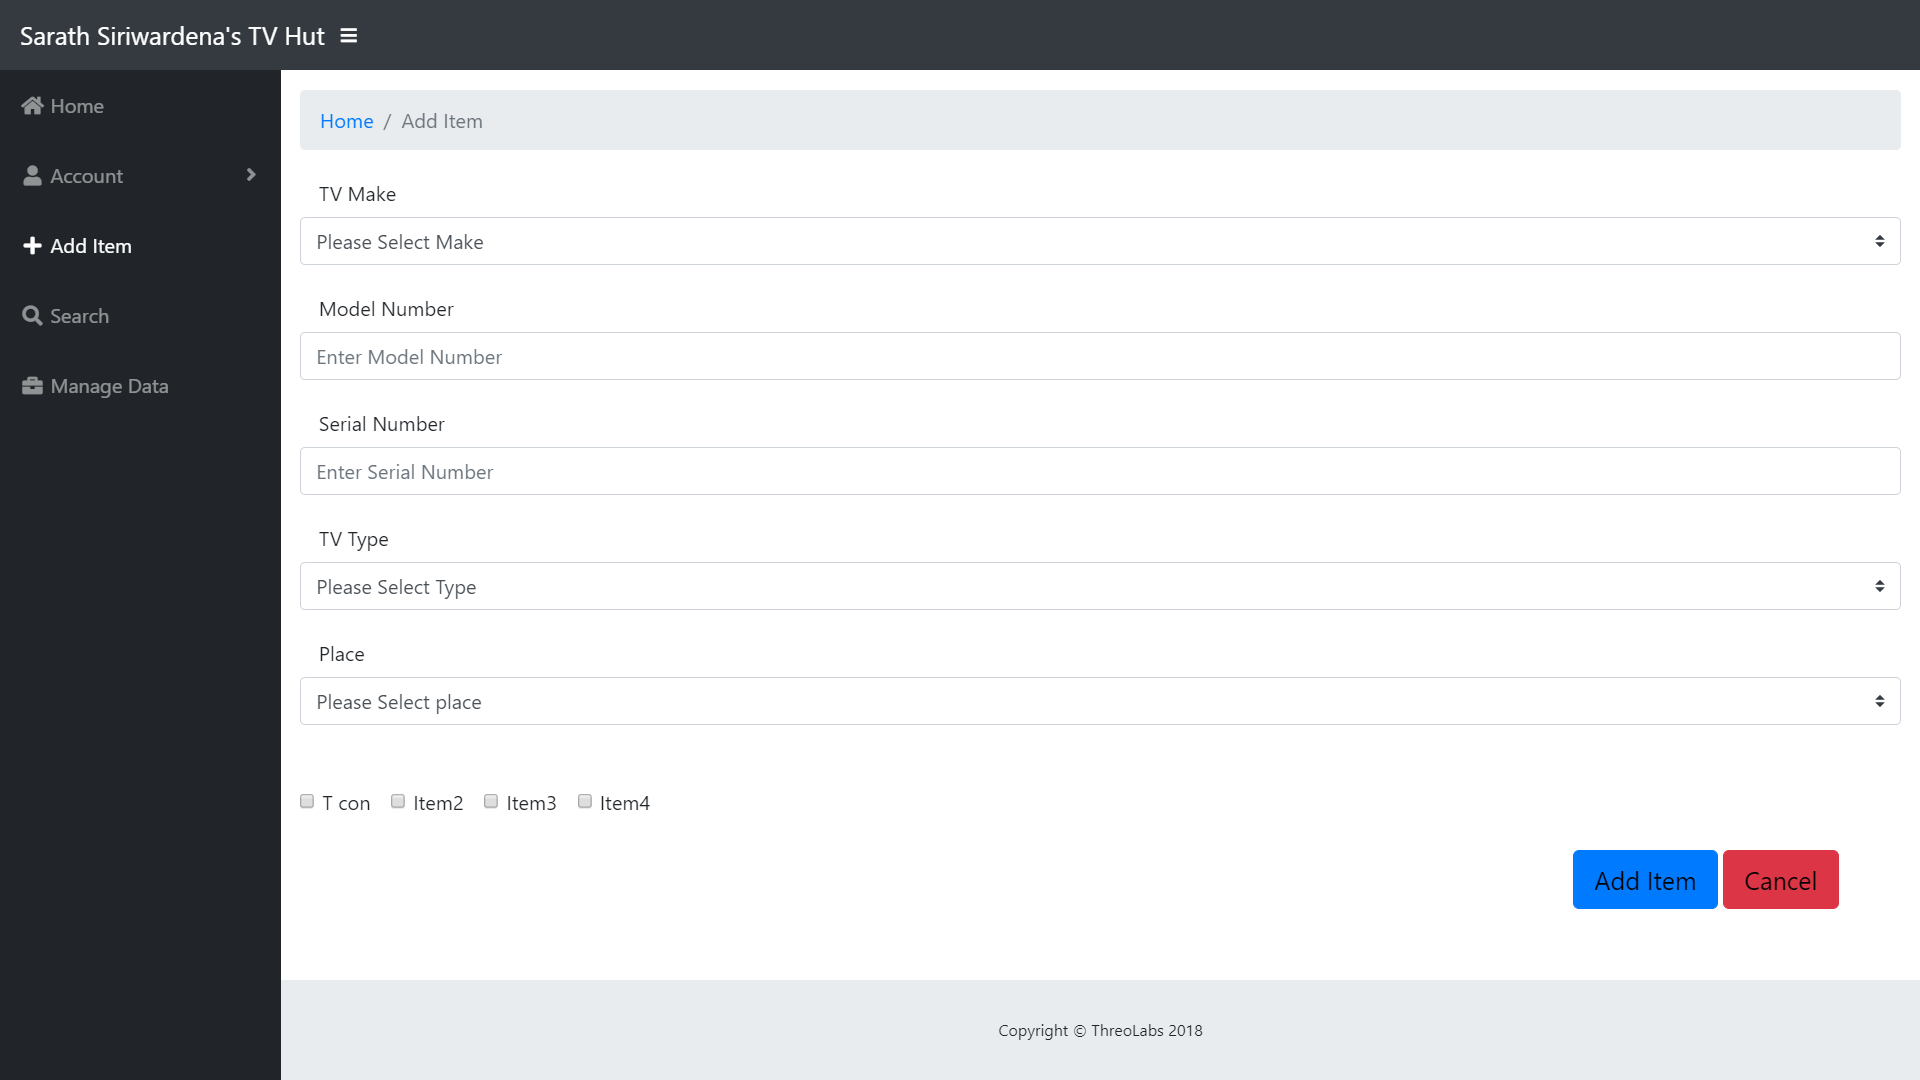 Sarath Siriwardena's TV Hut
Home
Account
Add Item
Search
Manage Data
Home / Add Item
TV Make
Please Select Make
Model Number
Enter Model Number
Serial Number
Enter Serial Number
TV Type
Please Select Type
Place
Please Select place
T con Item2 Item3 Item4
Add Item Cancel
Copyright © ThreoLabs 2018